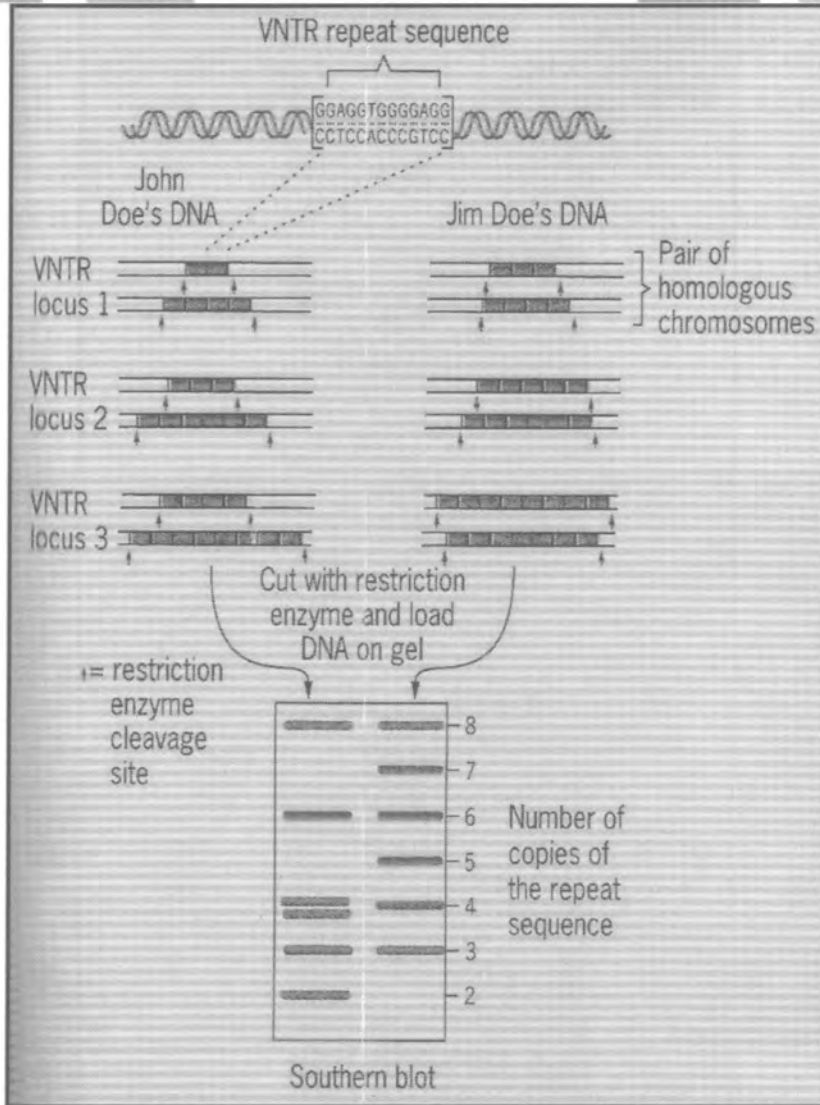 VNTR repeat sequence
GGAGGTGGGGAGG
CCTCCACCCGTCC
John
Doe's DNA
Jim Doe's DNA
VNTR
locus 1
Pair of
homologous
chromosomes
VNTR
locus 2
VNTR
locus 3
Cut with restriction
enzyme and load
DNA on gel
↑= restriction
enzyme
cleavage
site
8
7
6
5
4
3
2
Number of
copies of
the repeat
sequence
Southern blot